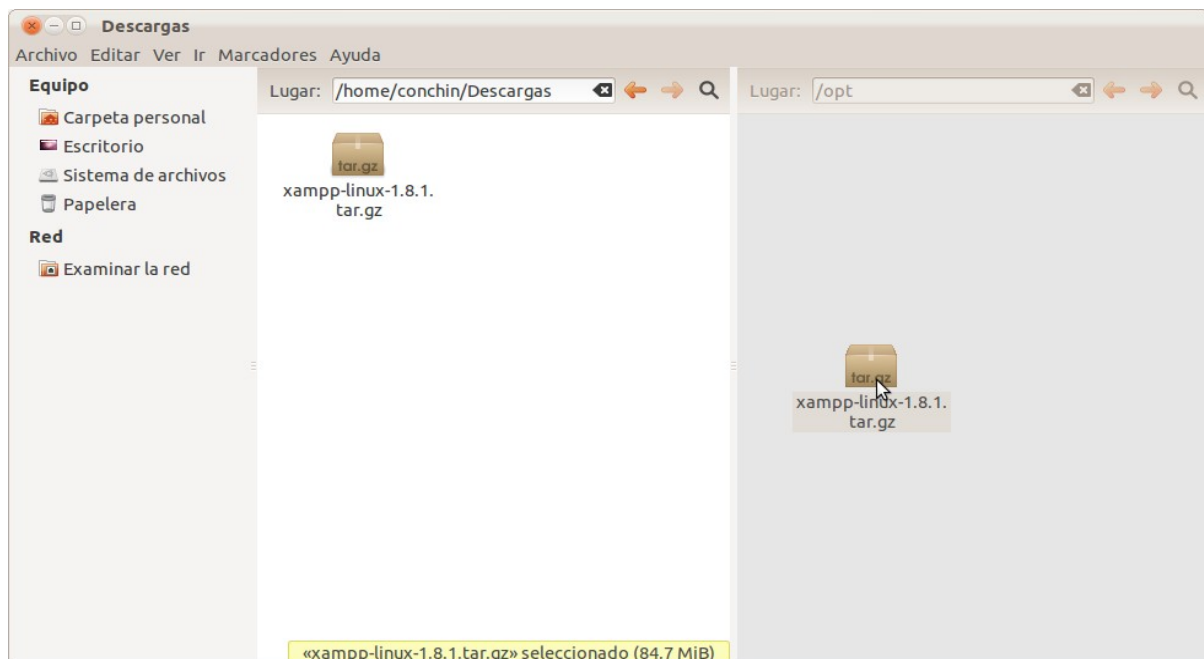 Descargas
Archivo Editar Ver Ir Marcadores Ayuda
Equipo
Carpeta personal
Escritorio
Sistema de archivos
Papelera
Red
Examinar la red
Lugar: /home/conchin/Descargas
tar.gz
xampp-linux-1.8.1.
tar.gz
«xampp-linux-1.8.1.tar.gz» seleccionado (84,7 MiB)
Lugar: /opt
tar.gz
xampp-linux-1.8.1.
tar.gz